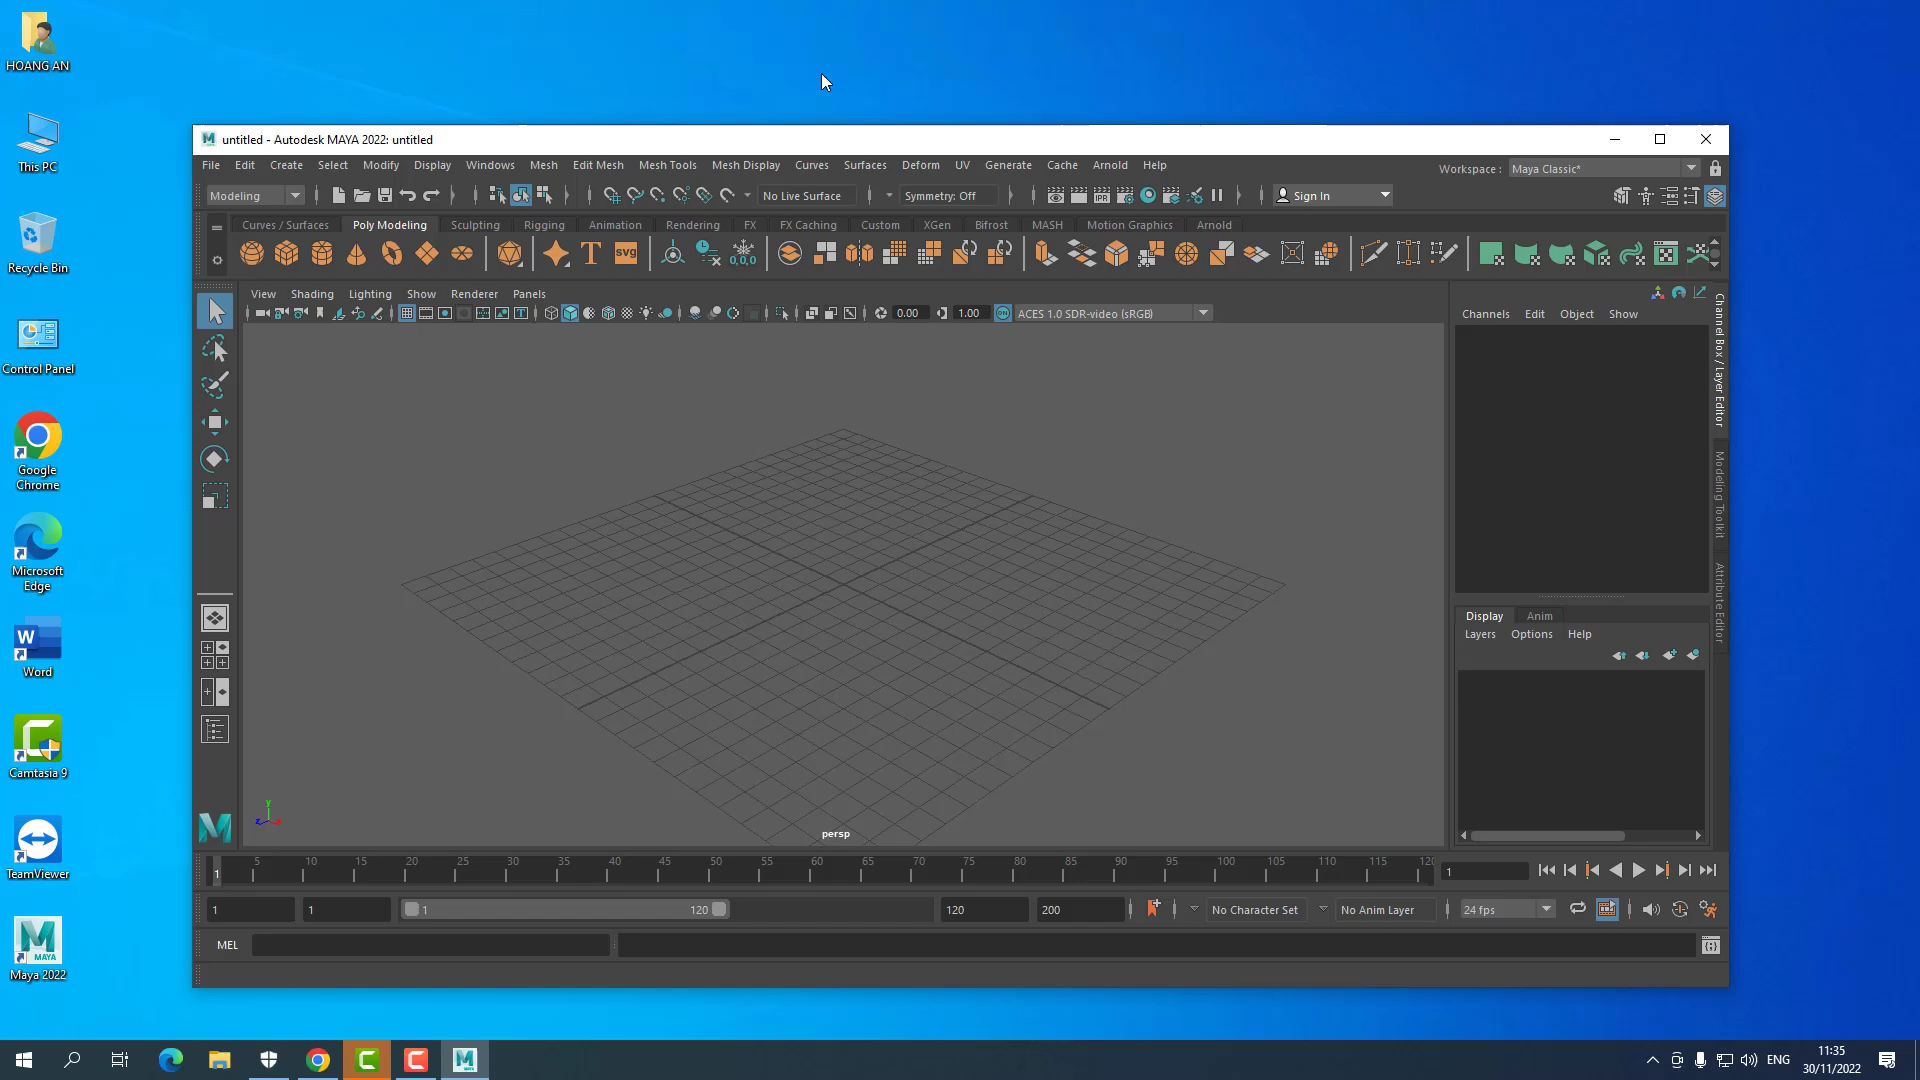 HOANG AN
This PC
Recycle Bin
Control Panel
Google
Chrome
Microsoft
Edge
W
Word
Camtasia 9
TeamViewer
MAYA
Maya 2022
untitled - Autodesk MAYA 2022: untitled
File Edit Create Select Modify Display Windows Mesh Edit Mesh Mesh Tools Mesh Display Curves Surfaces Deform UV Generate Cache Arnold Help
Workspace : Maya Classic*
Modeling No Live Surface Symmetry: Off IPR Sign In
Curves / Surfaces Poly Modeling Sculpting Rigging Animation Rendering FX FX Caching Custom XGen Bifrost MASH Motion Graphics Arnold
T svg 0,0,0
View Shading Lighting Show Renderer Panels
0.00 1.00 ON ACES 1.0 SDR-video (sRGB)
Channels Edit Object Show
Channel Box / Layer Editor
Modeling Toolkit
Attribute Editor
Display Anim
Layers Options Help
y
z x
persp
1 5 10 15 20 25 30 35 40 45 50 55 60 65 70 75 80 85 90 95 100 105 110 115 120
1
1 1 1 120 120 200 No Character Set No Anim Layer 24 fps
MEL
ENG
11:35
30/11/2022